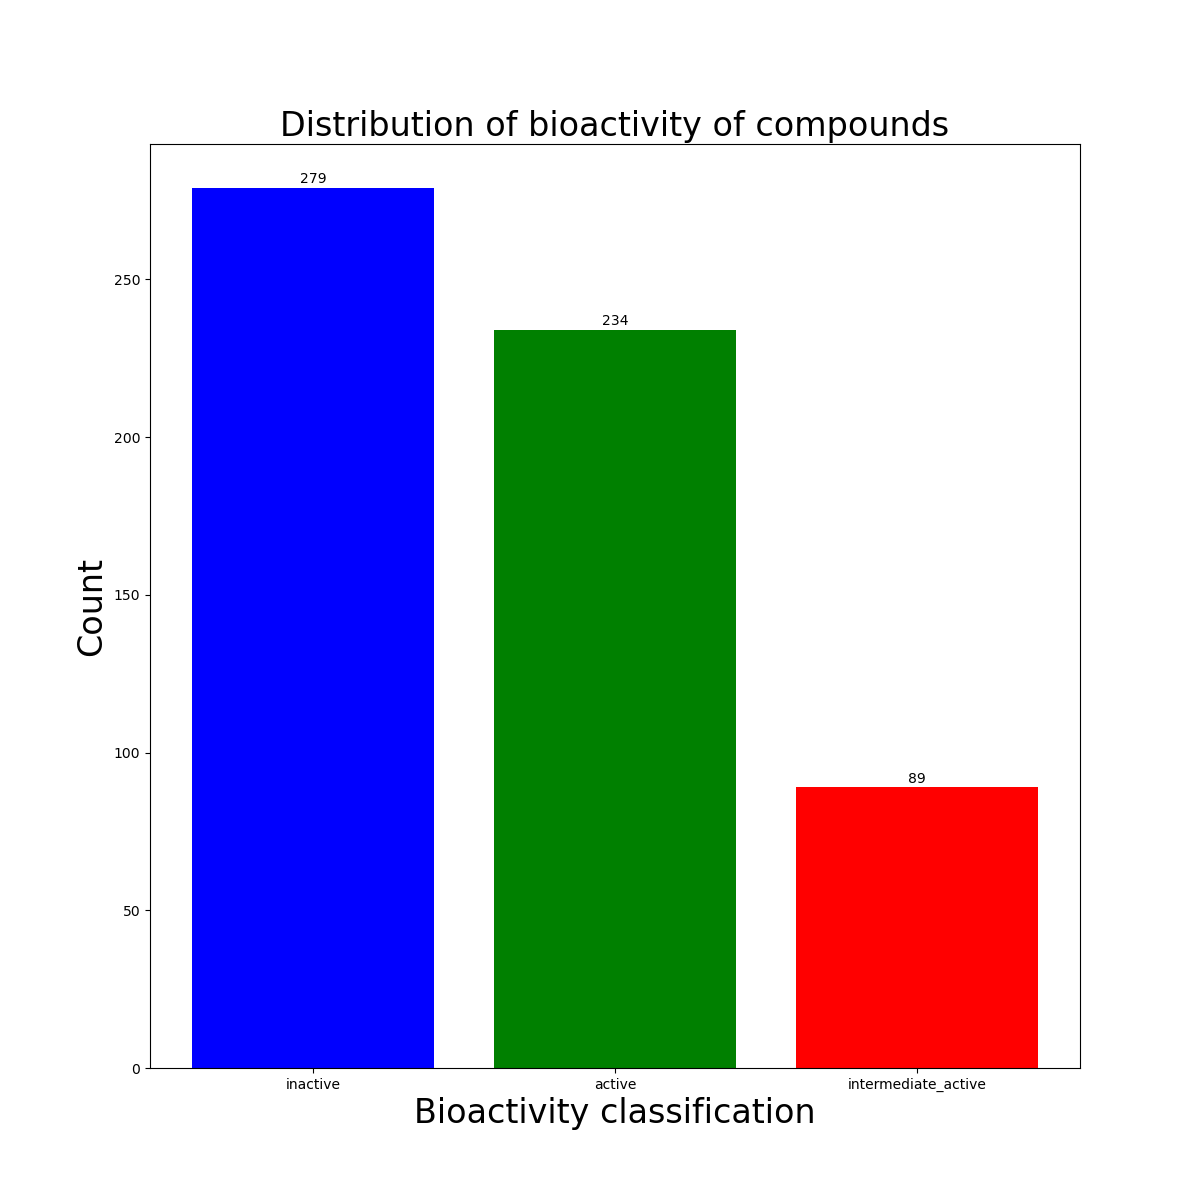 Distribution of bioactivity of compounds
279
234
89
250
200
150
100
50
0
Count
inactive
active
intermediate_active
Bioactivity classification